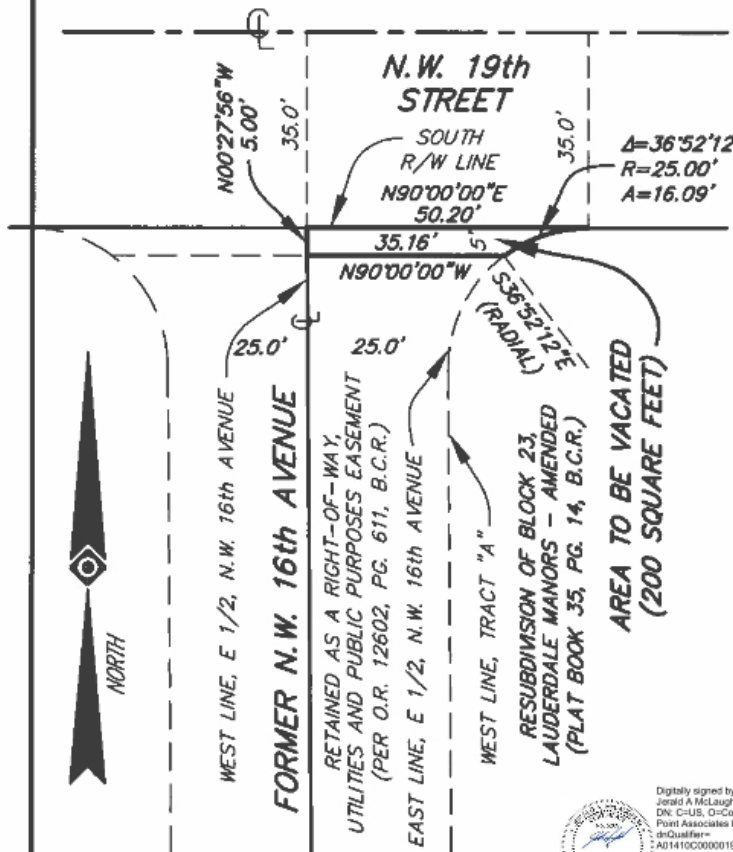 N.W. 19th
STREET
N00°27'56"W
5.00'
35.0'
35.0'
SOUTH
R/W LINE
Δ=36°52'12
R=25.00'
A=16.09'
N90°00'00"E
50.20'
35.16'
5'
N90°00'00"W
S36°52'12"E
(RADIAL)
25.0'
25.0'
WEST LINE, E 1/2, N.W. 16th AVENUE
FORMER N.W. 16th AVENUE
RETAINED AS A RIGHT-OF-WAY,
UTILITIES AND PUBLIC PURPOSES EASEMENT
(PER O.R. 12602, PG. 611, B.C.R.)
EAST LINE, E 1/2, N.W. 16th AVENUE
WEST LINE, TRACT "A"
RESUBDIVISION OF BLOCK 23,
LAUDERDALE MANORS - AMENDED
(PLAT BOOK 35, PG. 14, B.C.R.)
AREA TO BE VACATED
(200 SQUARE FEET)
NORTH
Digitally signed by
Jerald A McLaugh
DN: C=US, O=Co
Point Associates
dnQualifier=
A01410C0000019